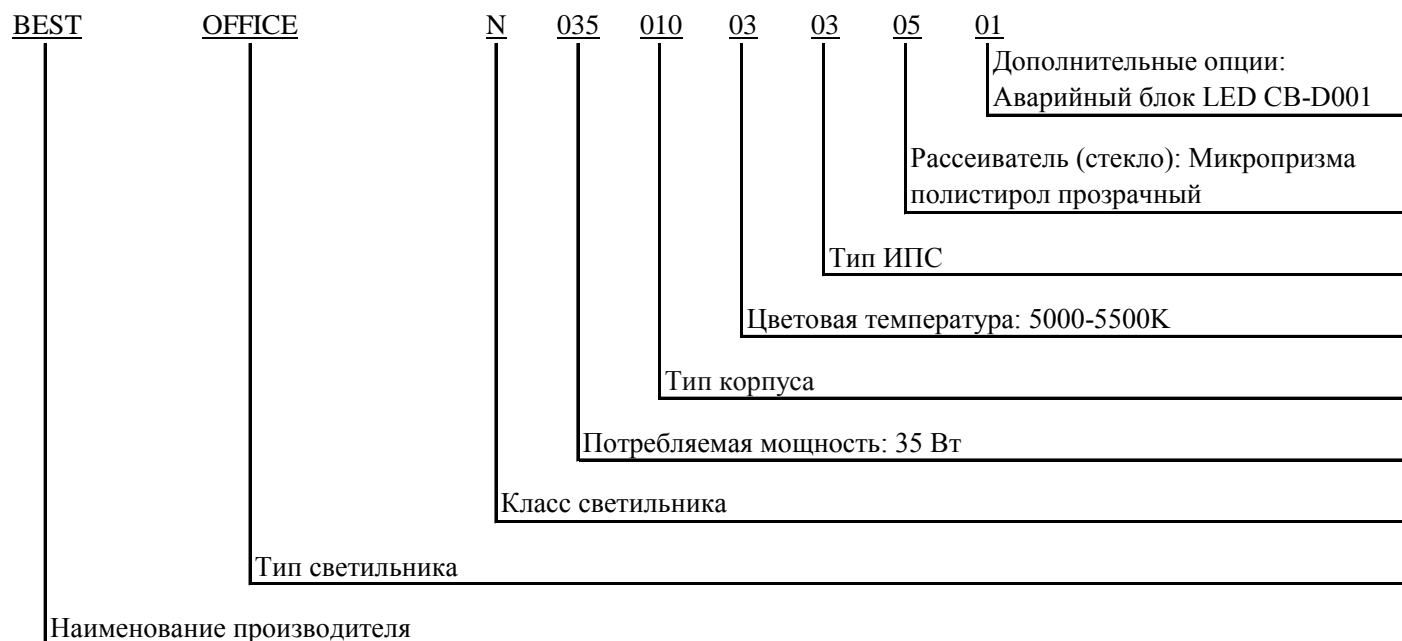 BEST OFFICE N 035 010 03 03 05 01
Дополнительные опции:
Аварийный блок LED CB-D001
Рассеиватель (стекло): Микропризма
полистирол прозрачный
Тип ИПС
Цветовая температура: 5000-5500K
Тип корпуса
Потребляемая мощность: 35 Вт
Класс светильника
Тип светильника
Наименование производителя